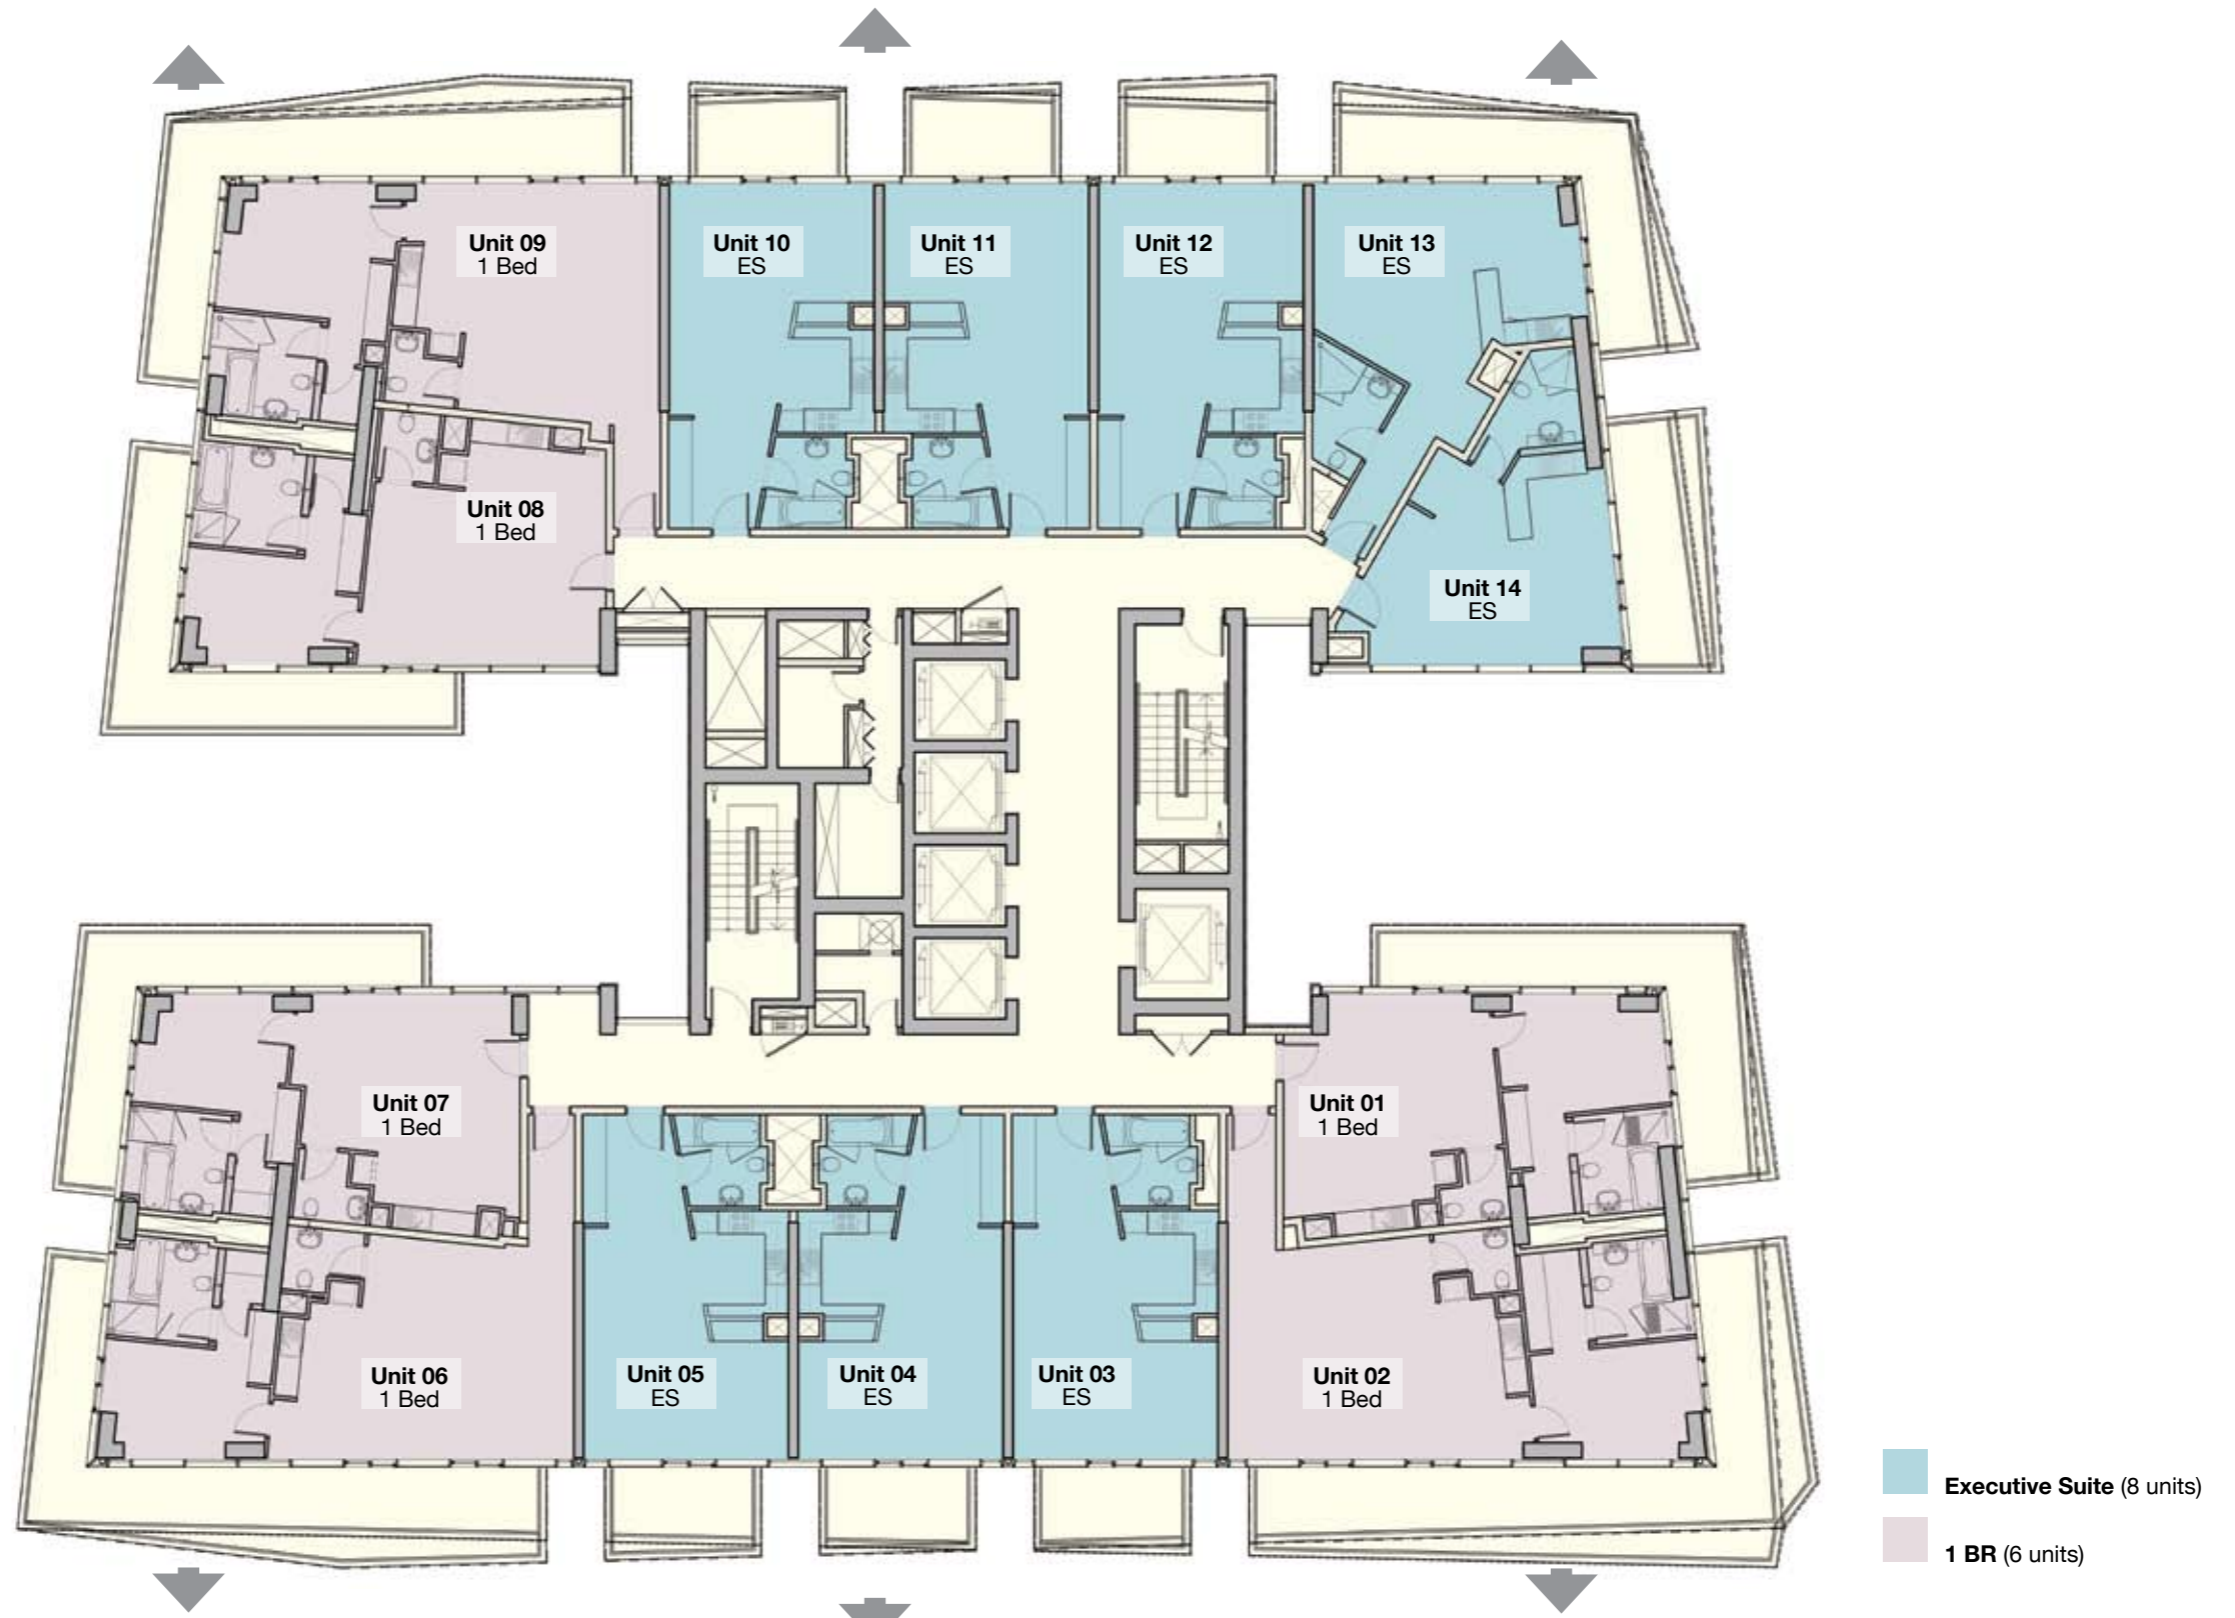 Unit 09
1 Bed
Unit 10
ES
Unit 11
ES
Unit 12
ES
Unit 13
ES
Unit 08
1 Bed
Unit 14
ES
Unit 07
1 Bed
Unit 01
1 Bed
Unit 06
1 Bed
Unit 05
ES
Unit 04
ES
Unit 03
ES
Unit 02
1 Bed
Executive Suite (8 units)
1 BR (6 units)